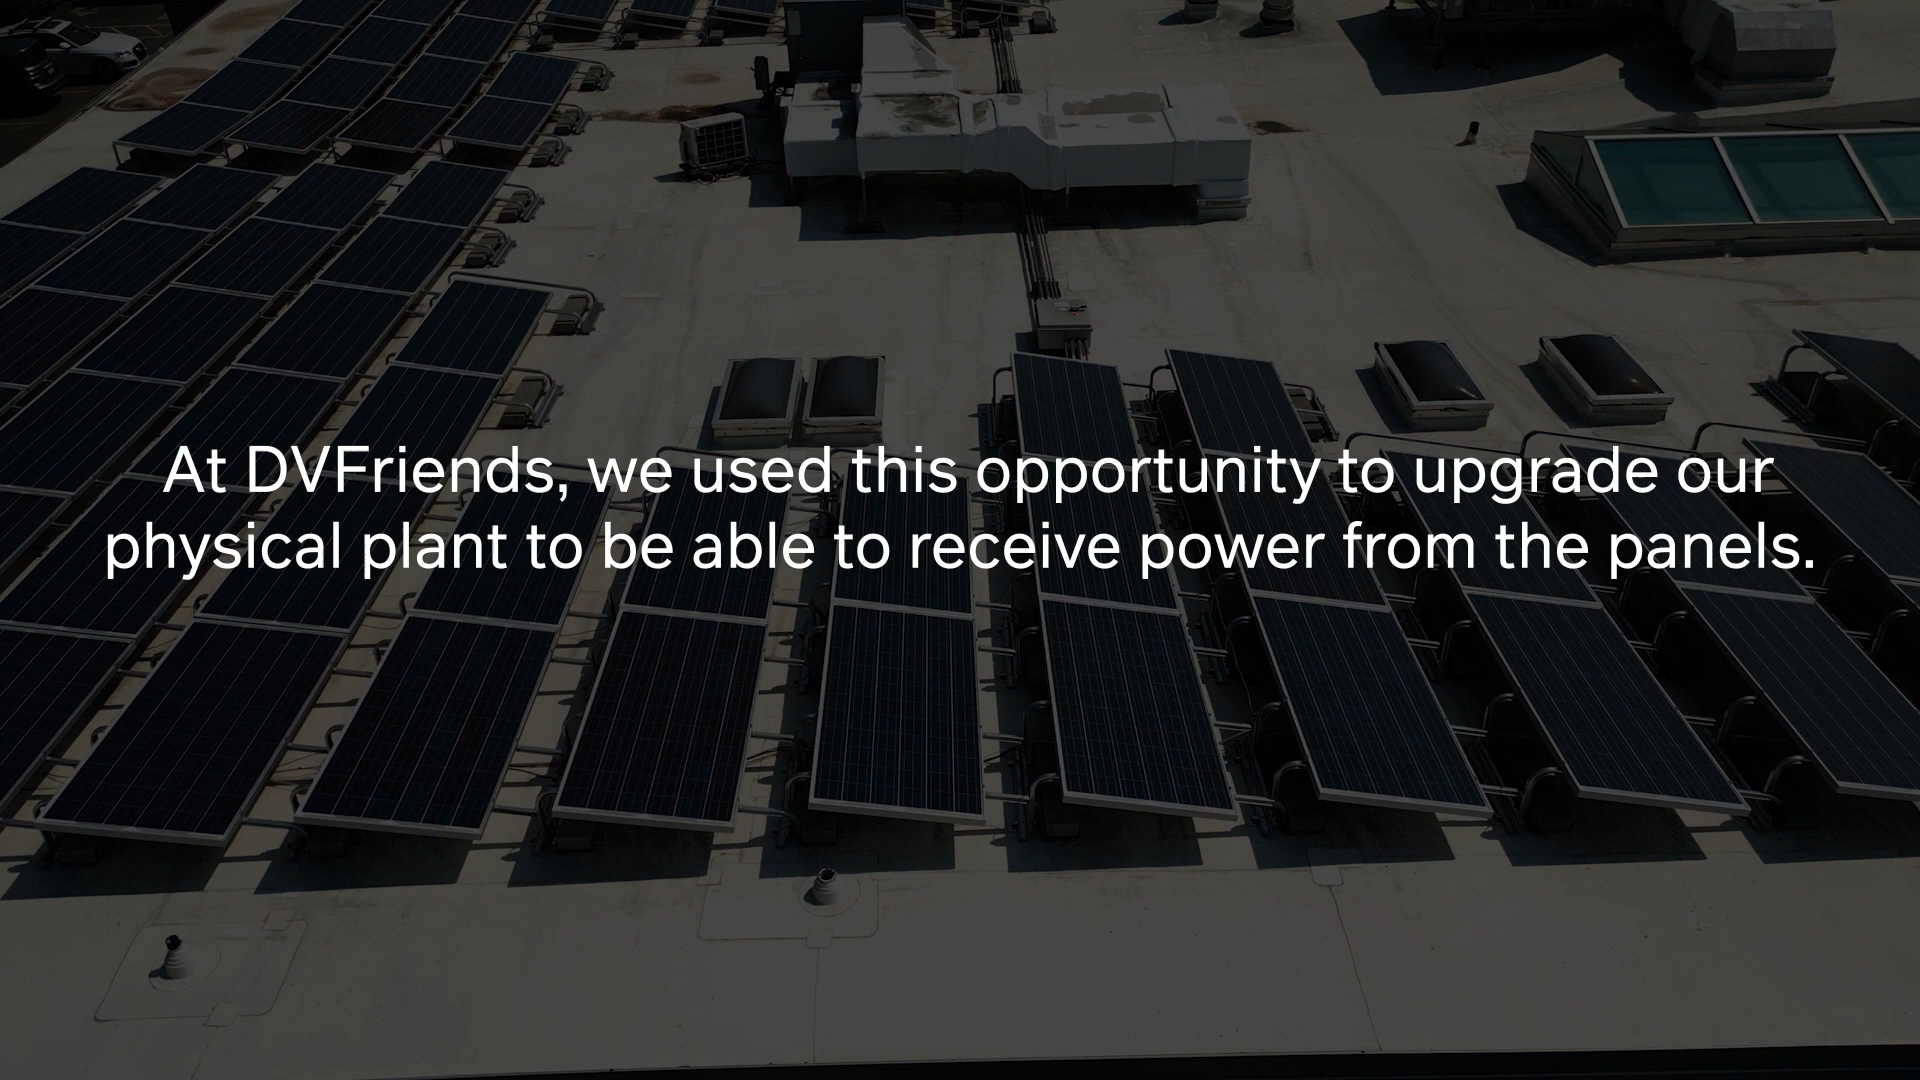 At DVFriends, we used this opportunity to upgrade our
physical plant to be able to receive power from the panels.